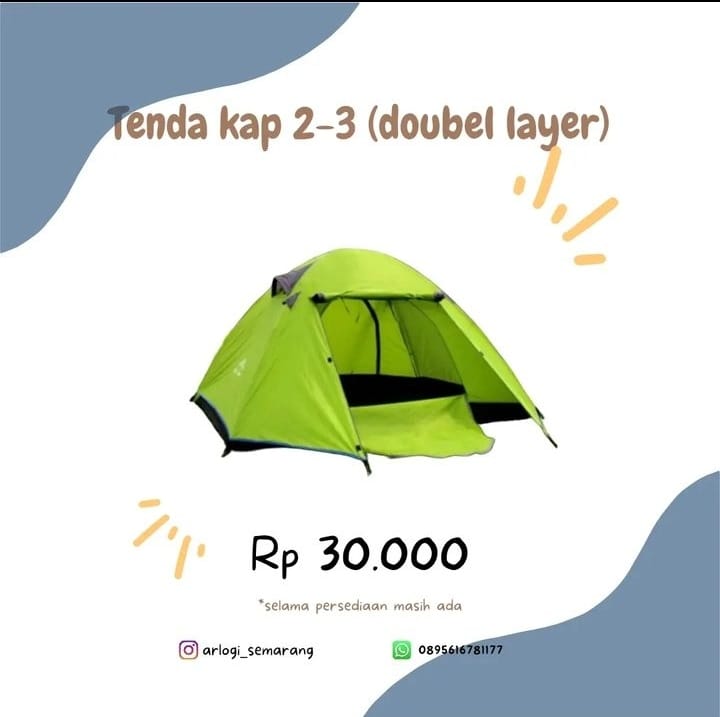 Tenda kap 2-3 (doubel layer)
Rp 30.000
*selama persediaan masih ada
arlogi_semarang
0895616781177